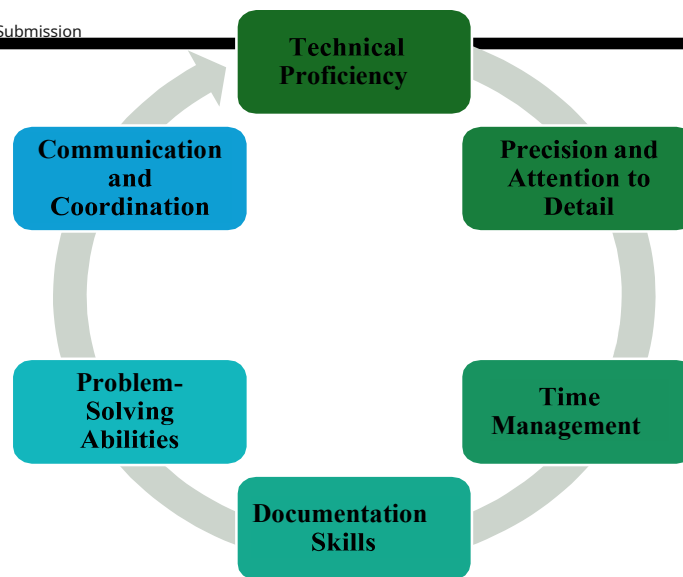 Submission
Technical
Proficiency
Precision and
Attention to
Detail
Time
Management
Documentation
Skills
Problem-
Solving
Abilities
Communication
and
Coordination